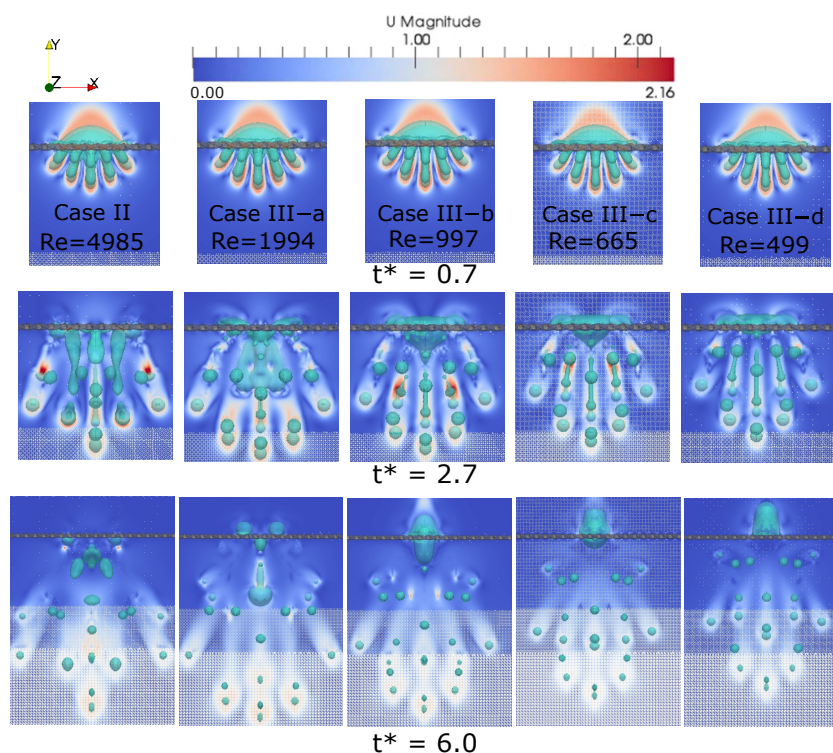 U Magnitude
1.00 2.00
0.00 2.16
Y
Z X
Case II Case III−a Case III−b Case III−c Case III−d
Re=4985 Re=1994 Re=997 Re=665 Re=499
t* = 0.7
t* = 2.7
t* = 6.0